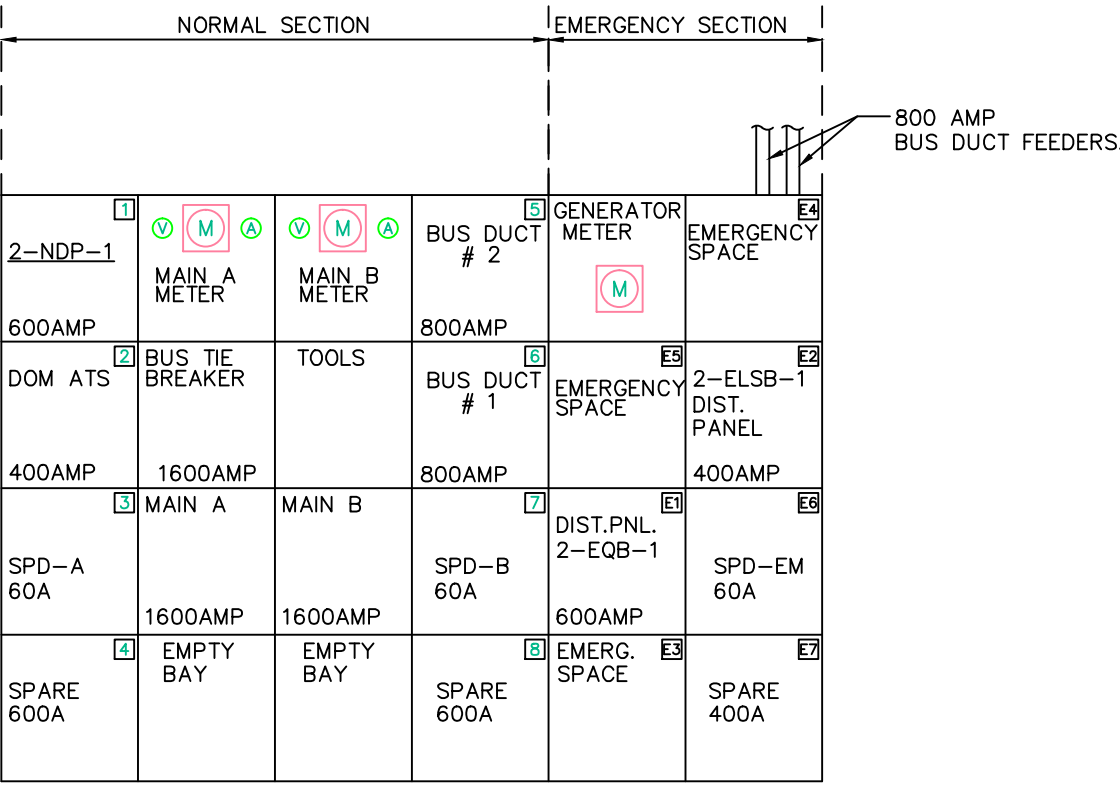 NORMAL SECTION
EMERGENCY SECTION
800 AMP
BUS DUCT FEEDERS.
1
2-NDP-1
600AMP
V M A
MAIN A
METER
V M A
MAIN B
METER
5
BUS DUCT
# 2
800AMP
GENERATOR
METER
M
E4
EMERGENCY
SPACE
2
DOM ATS
400AMP
BUS TIE
BREAKER
1600AMP
TOOLS
6
BUS DUCT
# 1
800AMP
E5
EMERGENCY
SPACE
E2
2-ELSB-1
DIST.
PANEL
400AMP
3
SPD-A
60A
MAIN A
1600AMP
MAIN B
1600AMP
7
SPD-B
60A
E1
DIST.PNL.
2-EQB-1
600AMP
E6
SPD-EM
60A
4
SPARE
600A
EMPTY
BAY
EMPTY
BAY
8
SPARE
600A
EMERG. E3
SPACE
E7
SPARE
400A